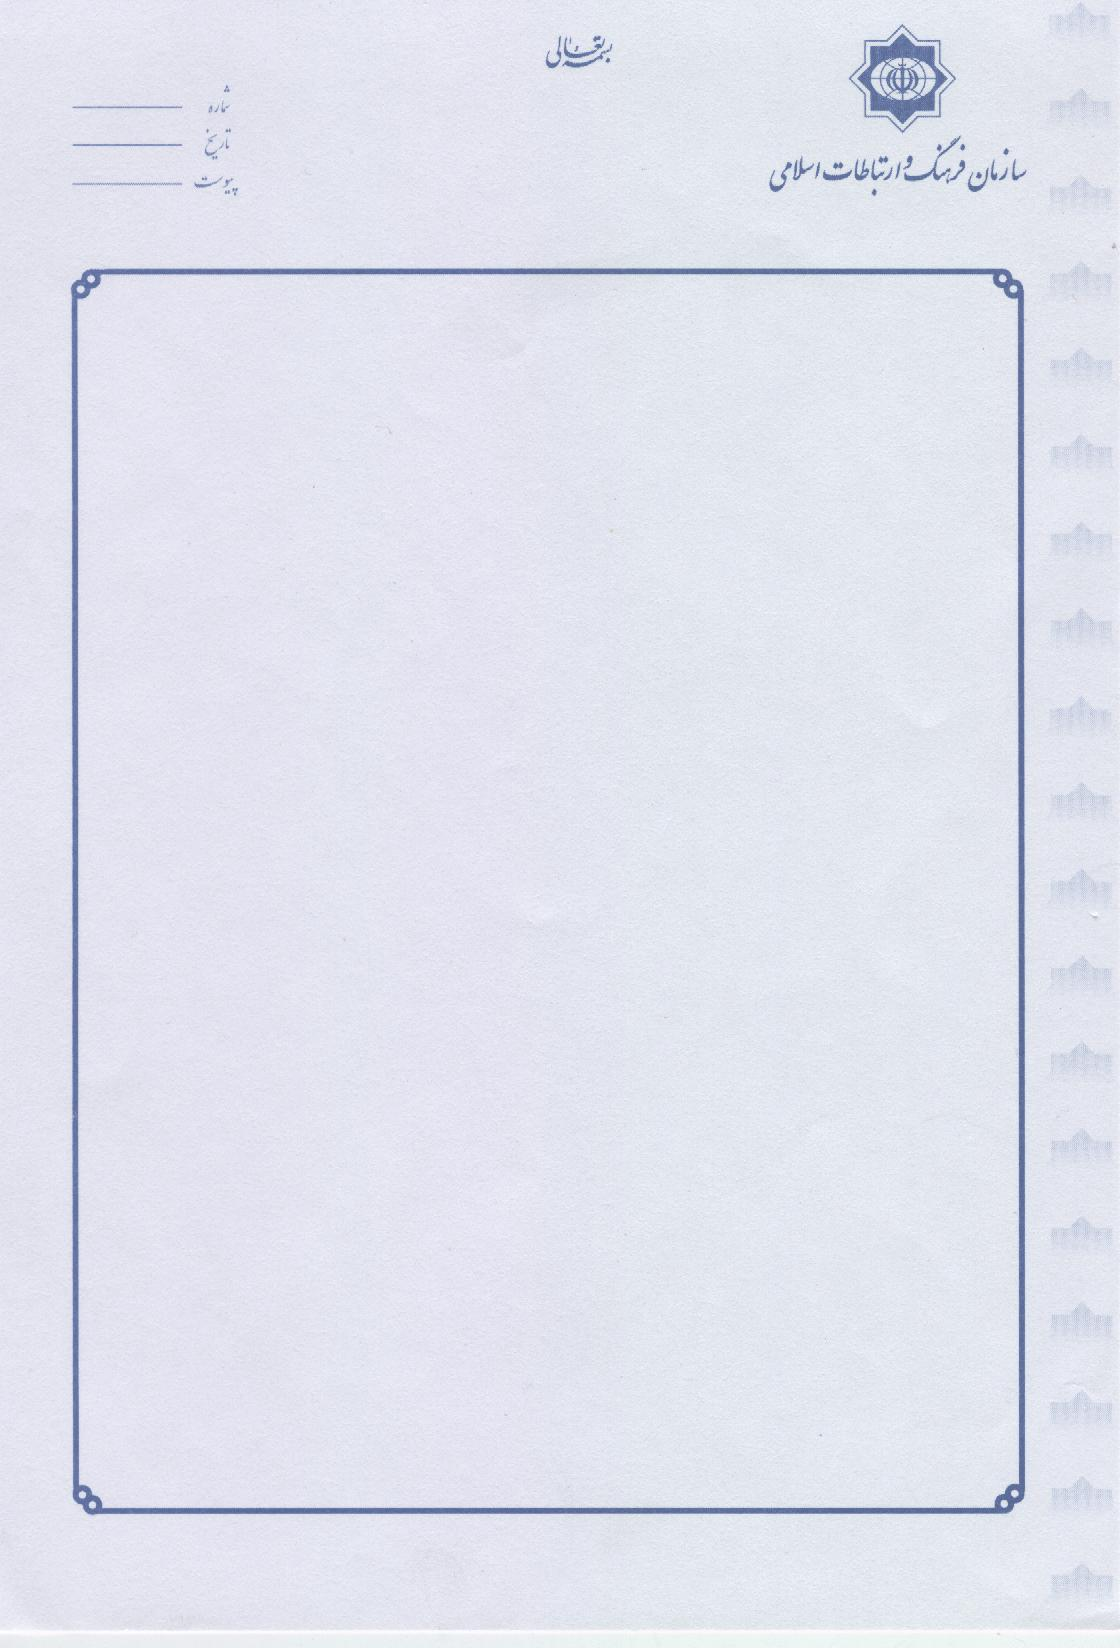 بسمه تعالی
سازمان فرهنگ و ارتباطات اسلامی
شماره
تاریخ
پیوست